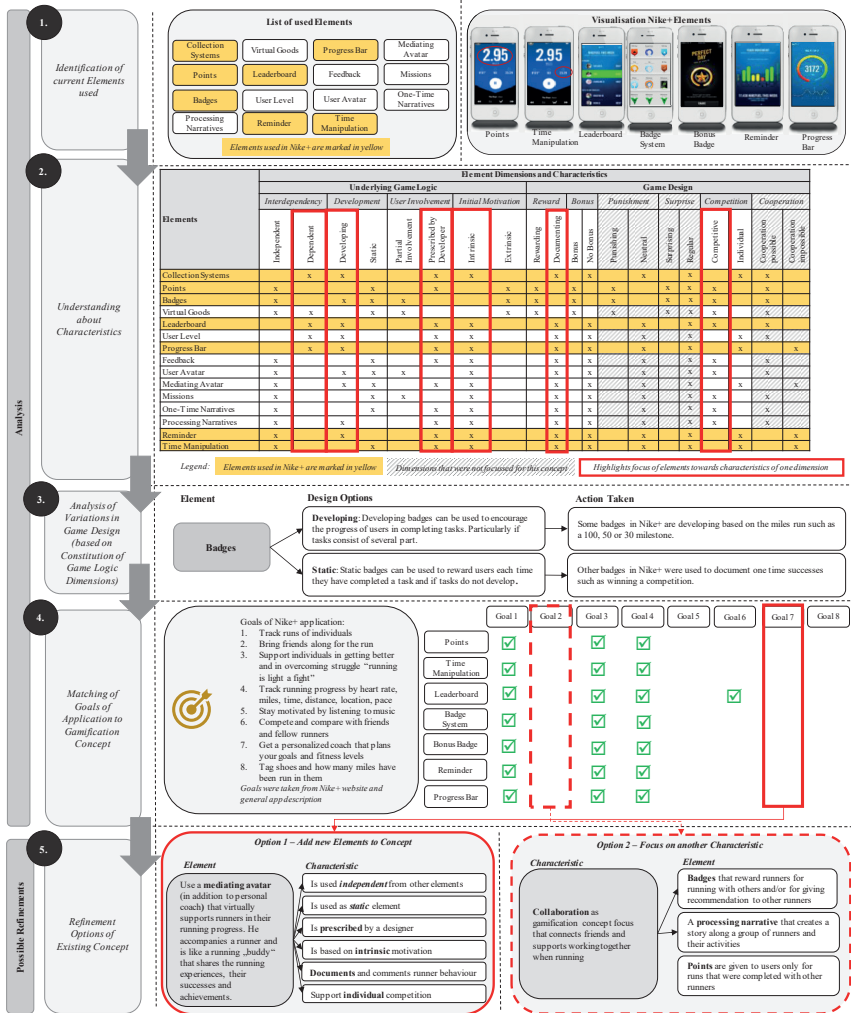 1.
Identification of
current Elements
used
List of used Elements
Collection
Systems
Virtual Goods
Progress Bar
Mediating
Avatar
Points
Leaderboard
Feedback
Missions
Badges
User Level
User Avatar
One-Time
Narratives
Processing
Narratives
Reminder
Time
Manipulation
Elements used in Nike+ are marked in yellow
Visualisation Nike+ Elements
2.95
2.95
PERFECT
DAY
3172
Points
Time
Manipulation
Leaderboard
Badge
System
Bonus
Badge
Reminder
Progress
Bar
Analysis
2.
Understanding
about
Characteristics
Element Dimensions and Characteristics
Elements
Underlying Game Logic
Game Design
Interdependency
Development
User Involvement
Initial Motivation
Reward
Bonus
Punishment
Surprise
Competition
Cooperation
Independent
Dependent
Developing
Static
Partial
Involvement
Prescribed by
Developer
Intrinsic
Extrinsic
Rewarding
Documenting
Bonus
No Bonus
Punishing
Neutral
Surprising
Regular
Competitive
Individual
Cooperation
possible
Cooperation
impossible
Collection Systems x x x x x x x x x
Points x x x x x x x x x x x
Badges x x x x x x x x x x x
Virtual Goods x x x x x x x x x x x x
Leaderboard x x x x x x x x x x
User Level x x x x x x x x x x
Progress Bar x x x x x x x x x x
Feedback x x x x x x x x x x
User Avatar x x x x x x x x x x x
Mediating Avatar x x x x x x x x x x x
Missions x x x x x x x x x x x
One-Time Narratives x x x x x x x x x x
Processing Narratives x x x x x x x x x x
Reminder x x x x x x x x x x
Time Manipulation x x x x x x x x x x
Legend:
Elements used in Nike+ are marked in yellow
Dimensions that were not focussed for this concept
Highlights focus of elements towards characteristics of one dimension
3.
Analysis of
Variations in
Game Design
(based on
Constitution of
Game Logic
Dimensions)
Element
Design Options
Action Taken
Badges
Developing: Developing badges can be used to encourage
the progress of users in completing tasks. Particularly if
tasks consist of several part.
Some badges in Nike+ are developing based on the miles run such as
a 100, 50 or 30 milestone.
Static: Static badges can be used to reward users each time
they have completed a task and if tasks do not develop.
Other badges in Nike+ were used to document one time successes
such as winning a competition.
4.
Matching of
Goals of
Application to
Gamification
Concept
Goals of Nike+ application:
1. Track runs of individuals
2. Bring friends along for the run
3. Support individuals in getting better
and in overcoming struggle “running
is light a fight”
4. Track running progress by heart rate,
miles, time, distance, location, pace
5. Stay motivated by listening to music
6. Compete and compare with friends
and fellow runners
7. Get a personalized coach that plans
your goals and fitness levels
8. Tag shoes and how many miles have
been run in them
Goals were taken from Nike+ website and
general app description
Goal 1
Goal 2
Goal 3
Goal 4
Goal 5
Goal 6
Goal 7
Goal 8
Points
Time
Manipulation
Leaderboard
Badge
System
Bonus Badge
Reminder
Progress Bar
Possible Refinements
5.
Refinement
Options of
Existing Concept
Option 1 – Add new Elements to Concept
Element
Characteristic
Use a mediating avatar
(in addition to personal
coach) that virtually
supports runners in their
running progress. He
accompanies a runner and
is like a running „buddy“
that shares the running
experiences, their
successes and
achievements.
Is used independent from other elements
Is used as static element
Is prescribed by a designer
Is based on intrinsic motivation
Documents and comments runner behaviour
Support individual competition
Option 2 – Focus on another Characteristic
Characteristic
Element
Collaboration as
gamification concept focus
that connects friends and
supports workingtogether
when running
Badges that reward runners for
running with others and/or for giving
recommendation to other runners
A processing narrative that creates a
story along a group of runners and
their activities
Points are given to users only for
runs that were completed with other
runners